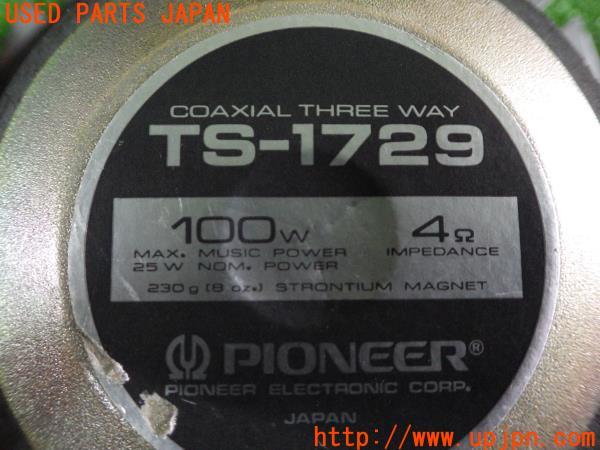 USED PARTS JAPAN
COAXIAL THREE WAY
TS-1729
100W
MAX. MUSIC POWER
25W NOM. POWER
4Ω
IMPEDANCE
230g (8 oz.) STRONTIUM MAGNET
PIONEER®
PIONEER ELECTRONIC CORP.
JAPAN
http://www.upjpn.com/